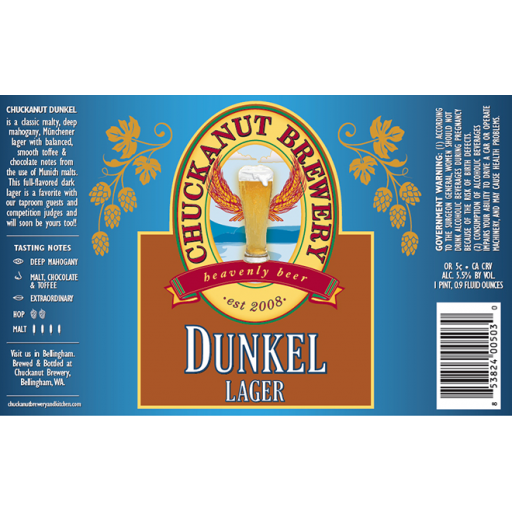 CHUCKANUT DUNKEL
is a classic malty, deep
mahogany, Münchener
lager with balanced,
smooth toffee &
chocolate notes from
the use of Munich malts.
This full-flavored dark
lager is a favorite with
our taproom guests and
competition judges and
will soon be yours too!!
TASTING NOTES
DEEP MAHOGANY
MALT, CHOCOLATE
& TOFFEE
EXTRAORDINARY
HOP
MALT
Visit us in Bellingham.
Brewed & Bottled at
Chuckanut Brewery,
Bellingham, WA.
chuckanutbreweryandkitchen.com
CHUCKANUT BREWERY
heavenly beer
•est 2008•
DUNKEL
LAGER
GOVERNMENT WARNING: (1) ACCORDING
TO THE SURGEON GENERAL, WOMEN SHOULD NOT
DRINK ALCOHOLIC BEVERAGES DURING PREGNANCY
BECAUSE OF THE RISK OF BIRTH DEFECTS.
(2) CONSUMPTION OF ALCOHOLIC BEVERAGES
IMPAIRS YOUR ABILITY TO DRIVE A CAR OR OPERATE
MACHINERY, AND MAY CAUSE HEALTH PROBLEMS.
OR 5¢ + CA CRV
ALC. 5.5% BY VOL.
1 PINT, 0.9 FLUID OUNCES
8 53824 00503 0